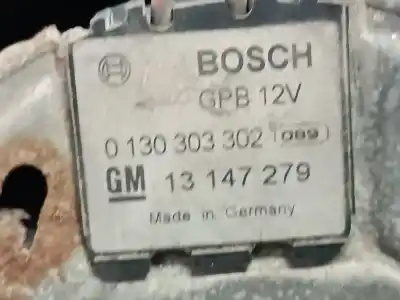 BOSCH
GPB 12V
0 130 303 302 089
GM 13 147 279
Made in Germany